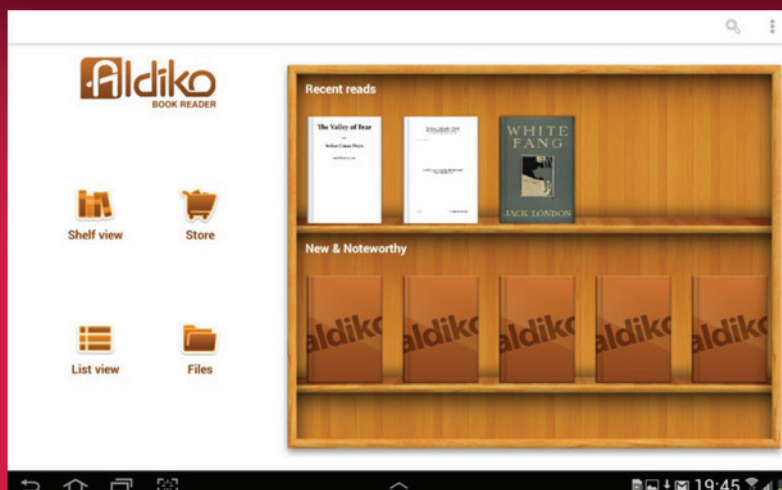 Aldiko
BOOK READER
Shelf view
Store
List view
Files
Recent reads
The Valley of Fear
Arthur Conan Doyle
WHITE
FANG
JACK LONDON
New & Noteworthy
aldiko
aldiko
aldiko
aldiko
aldiko
19:45